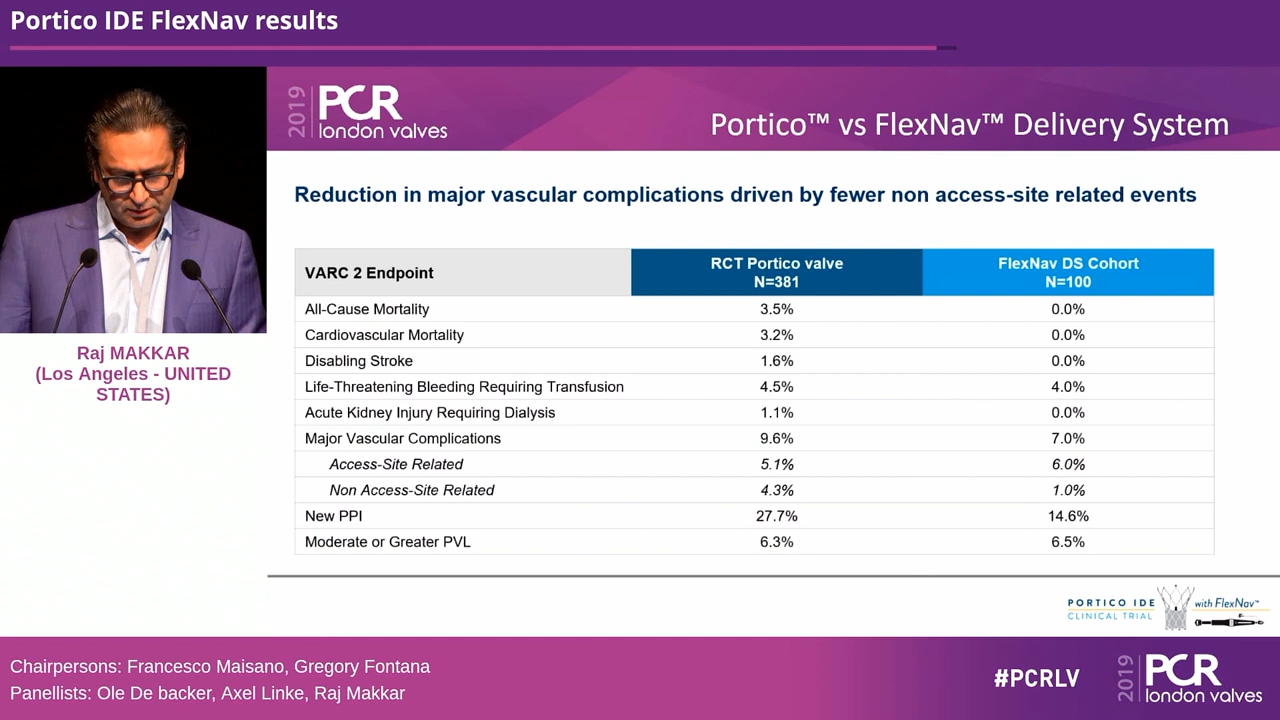 Portico IDE FlexNav results
2019 PCR
london valves
Portico™ vs FlexNav™ Delivery System
Raj MAKKAR
(Los Angeles - UNITED
STATES)
Reduction in major vascular complications driven by fewer non access-site related events
VARC 2 Endpoint RCT Portico valve N=381 FlexNav DS Cohort N=100
All-Cause Mortality 3.5% 0.0%
Cardiovascular Mortality 3.2% 0.0%
Disabling Stroke 1.6% 0.0%
Life-Threatening Bleeding Requiring Transfusion 4.5% 4.0%
Acute Kidney Injury Requiring Dialysis 1.1% 0.0%
Major Vascular Complications 9.6% 7.0%
Access-Site Related 5.1% 6.0%
Non Access-Site Related 4.3% 1.0%
New PPI 27.7% 14.6%
Moderate or Greater PVL 6.3% 6.5%
PORTICO IDE with FlexNav™
CLINICAL TRIAL
Chairpersons: Francesco Maisano, Gregory Fontana
Panellists: Ole De backer, Axel Linke, Raj Makkar
#PCRLV
2019 PCR
london valves